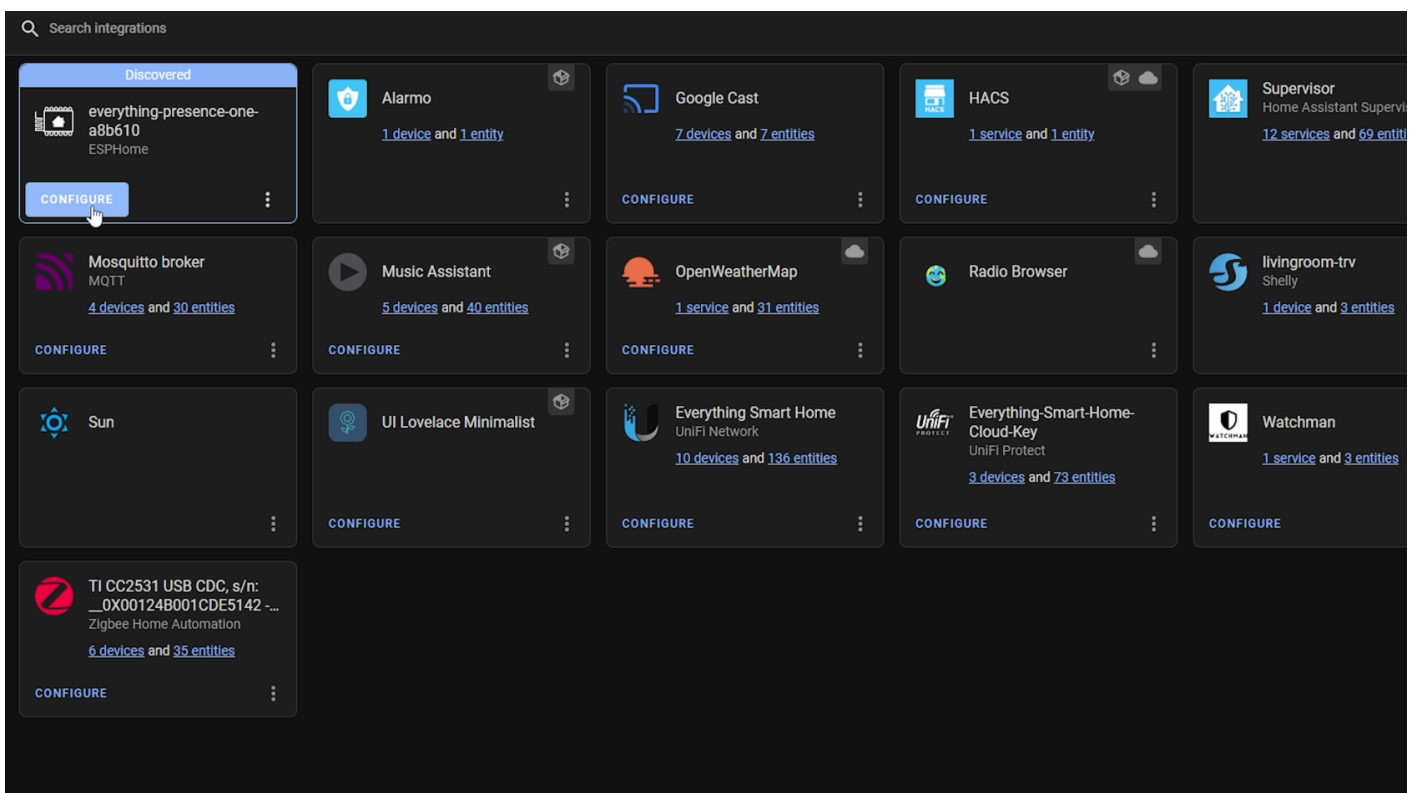 Search integrations
Discovered
everything-presence-one-
a8b610
ESPHome
CONFIGURE
Alarmo
1 device and 1 entity
Google Cast
7 devices and 7 entities
CONFIGURE
HACS
HACS
1 service and 1 entity
CONFIGURE
Supervisor
Home Assistant Supervis
12 services and 69 entiti
Mosquitto broker
MQTT
4 devices and 30 entities
CONFIGURE
Music Assistant
5 devices and 40 entities
CONFIGURE
OpenWeatherMap
1 service and 31 entities
CONFIGURE
Radio Browser
livingroom-trv
Shelly
1 device and 3 entities
Sun
UI Lovelace Minimalist
CONFIGURE
Everything Smart Home
UniFi Network
10 devices and 136 entities
CONFIGURE
UniFi
PROTECT
Everything-Smart-Home-
Cloud-Key
UniFi Protect
3 devices and 73 entities
CONFIGURE
WATCHMAN
Watchman
1 service and 3 entities
CONFIGURE
TI CC2531 USB CDC, s/n:
__0X00124B001CDE5142 -...
Zigbee Home Automation
6 devices and 35 entities
CONFIGURE